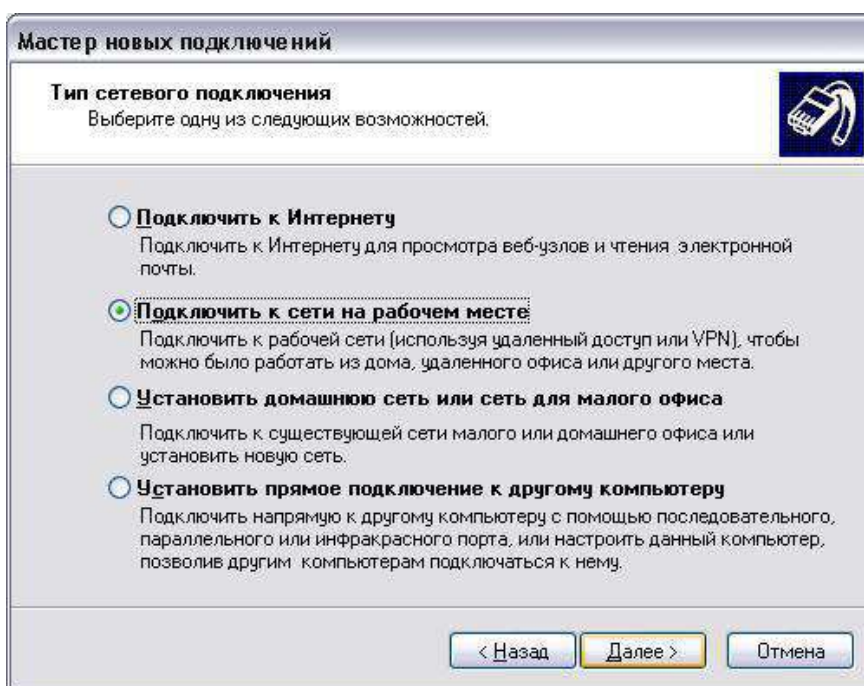 Мастер новых подключений
Тип сетевого подключения
Выберите одну из следующих возможностей.
Подключить к Интернету
Подключить к Интернету для просмотра веб-узлов и чтения электронной
почты.
Подключить к сети на рабочем месте
Подключить к рабочей сети (используя удаленный доступ или VPN), чтобы
можно было работать из дома, удаленного офиса или другого места.
Установить домашнюю сеть или сеть для малого офиса
Подключить к существующей сети малого или домашнего офиса или
установить новую сеть.
Установить прямое подключение к другому компьютеру
Подключить напрямую к другому компьютеру с помощью последовательного,
параллельного или инфракрасного порта, или настроить данный компьютер,
позволив другим компьютерам подключаться к нему.
< Назад Далее > Отмена